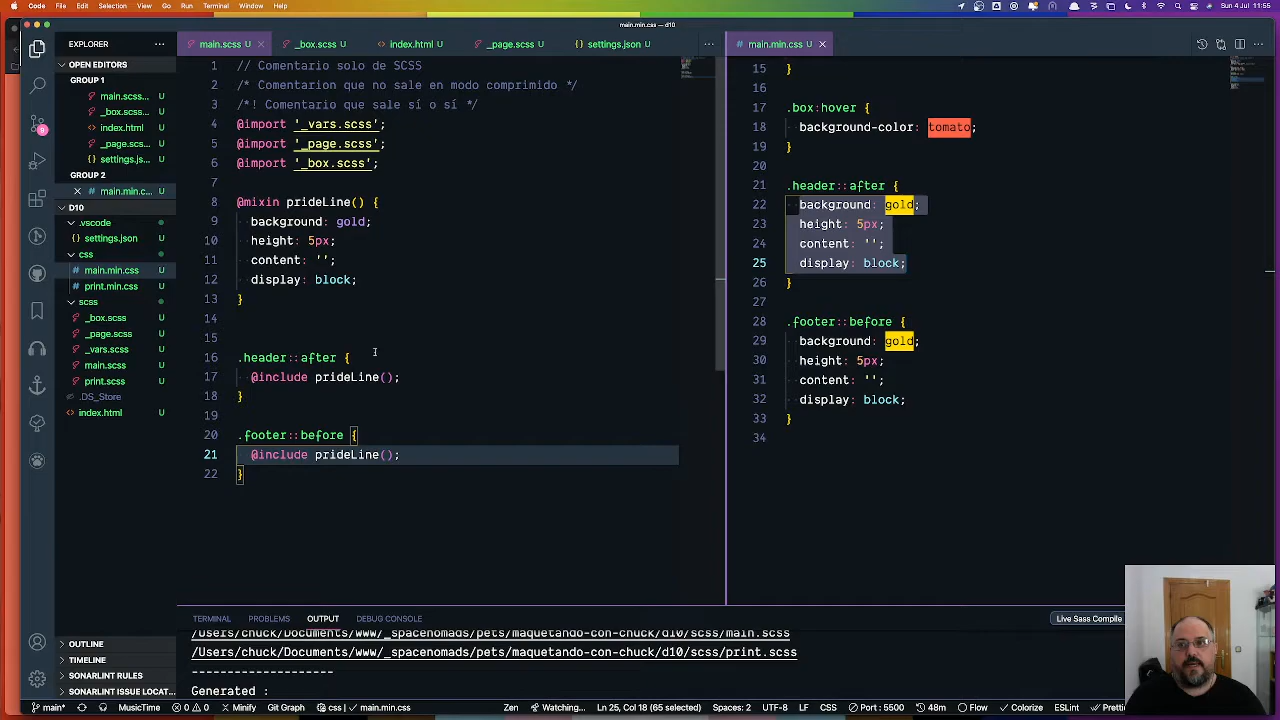 Code File Edit Selection View Go Run Terminal Window Help
Sun 4 Jul 11:55
main.min.css — d10
EXPLORER
OPEN EDITORS
GROUP 1
main.scss...
_box.scss...
index.html
_page.scss...
settings.js...
GROUP 2
main.min.c... U
D10
.vscode
settings.json U
css
main.min.css U
print.min.css U
scss
_box.scss U
_page.scss U
_vars.scss U
main.scss U
print.scss U
.DS_Store
index.html U
OUTLINE
TIMELINE
SONARLINT RULES
SONARLINT ISSUE LOCAT...
main.scss U
_box.scss U
index.html U
_page.scss U
settings.json U
1 // Comentario solo de SCSS
2 /* Comentarion que no sale en modo comprimido */
3 /*! Comentario que sale sí o sí */
4 @import '_vars.scss';
5 @import '_page.scss';
6 @import '_box.scss';
7
8 @mixin prideLine() {
9 background: gold;
10 height: 5px;
11 content: '';
12 display: block;
13 }
14
15
16 .header::after {
17 @include prideLine();
18 }
19
20 .footer::before {
21 @include prideLine();
22 }
main.min.css U
15 }
16
17 .box:hover {
18 background-color: tomato;
19 }
20
21 .header::after {
22 background: gold;
23 height: 5px;
24 content: '';
25 display: block;
26 }
27
28 .footer::before {
29 background: gold;
30 height: 5px;
31 content: '';
32 display: block;
33 }
34
TERMINAL PROBLEMS OUTPUT DEBUG CONSOLE
Live Sass Compile
/Users/chuck/Documents/www/_spacenomads/pets/maquetando-con-chuck/d10/scss/main.scss
/Users/chuck/Documents/www/_spacenomads/pets/maquetando-con-chuck/d10/scss/print.scss
--------------------
Generated :
main* 0 0 MusicTime Minify Git Graph css | main.min.css Zen Watching... Ln 25, Col 18 (65 selected) Spaces: 2 UTF-8 LF CSS Port : 5500 48m Flow Colorize ESLint